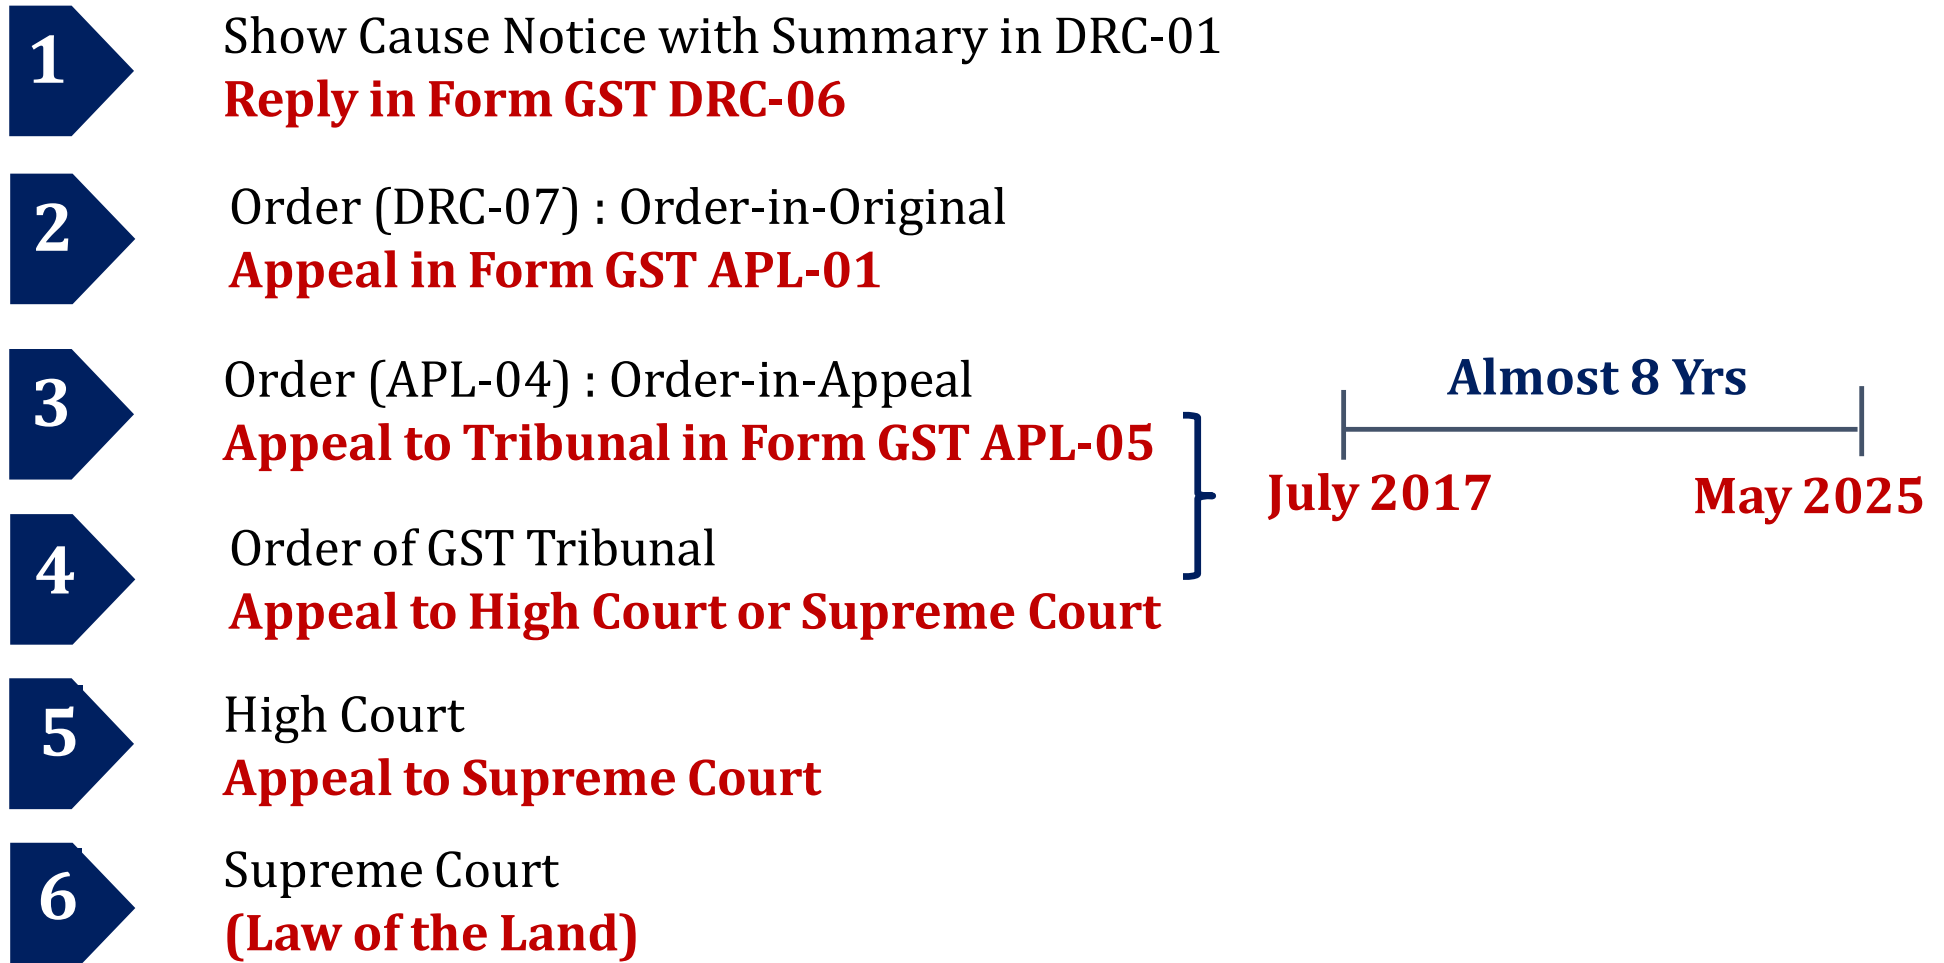 1
Show Cause Notice with Summary in DRC-01
Reply in Form GST DRC-06
2
Order (DRC-07) : Order-in-Original
Appeal in Form GST APL-01
3
Order (APL-04) : Order-in-Appeal
Appeal to Tribunal in Form GST APL-05
4
Order of GST Tribunal
Appeal to High Court or Supreme Court
Almost 8 Yrs
July 2017
May 2025
5
High Court
Appeal to Supreme Court
6
Supreme Court
(Law of the Land)